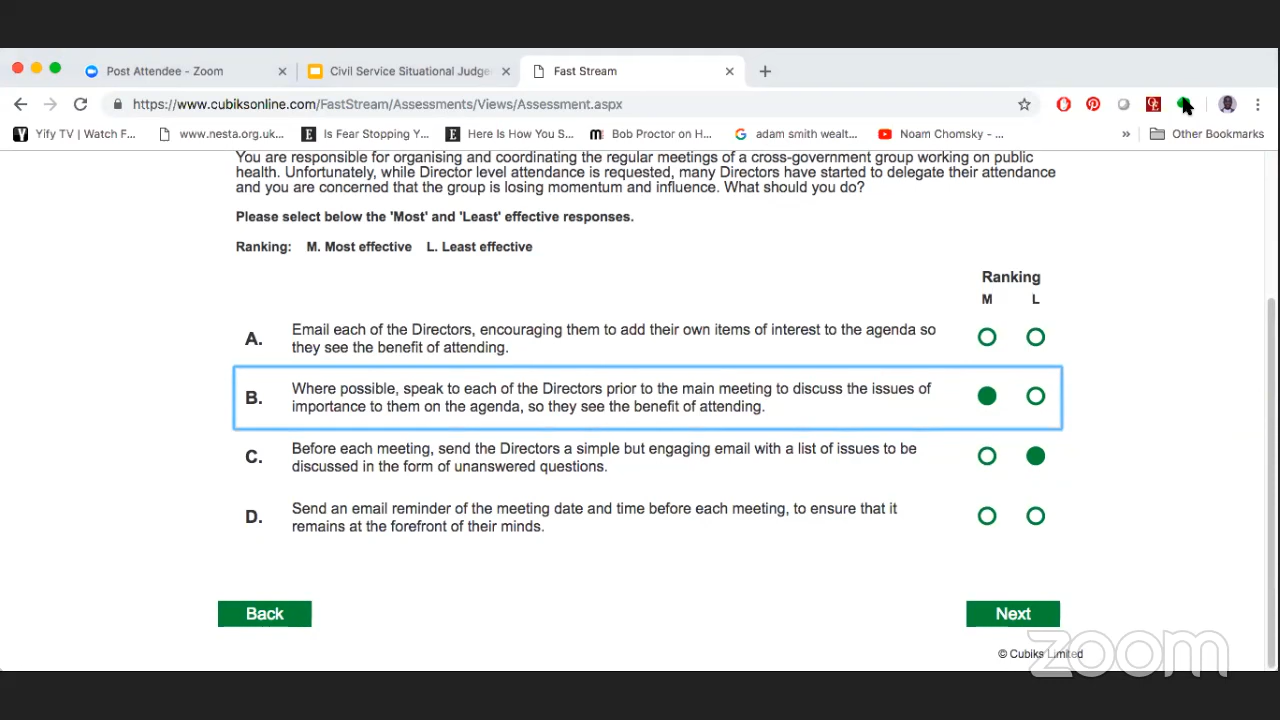 Post Attendee - Zoom
Civil Service Situational Judge
Fast Stream
https://www.cubiksonline.com/FastStream/Assessments/Views/Assessment.aspx
Yify TV | Watch F...
www.nesta.org.uk...
Is Fear Stopping Y...
Here Is How You S...
Bob Proctor on H...
adam smith wealt...
Noam Chomsky - ...
» Other Bookmarks
You are responsible for organising and coordinating the regular meetings of a cross-government group working on public
health. Unfortunately, while Director level attendance is requested, many Directors have started to delegate their attendance
and you are concerned that the group is losing momentum and influence. What should you do?
Please select below the 'Most' and 'Least' effective responses.
Ranking: M. Most effective L. Least effective
Ranking
M L
A. Email each of the Directors, encouraging them to add their own items of interest to the agenda so
they see the benefit of attending.
B. Where possible, speak to each of the Directors prior to the main meeting to discuss the issues of
importance to them on the agenda, so they see the benefit of attending.
C. Before each meeting, send the Directors a simple but engaging email with a list of issues to be
discussed in the form of unanswered questions.
D. Send an email reminder of the meeting date and time before each meeting, to ensure that it
remains at the forefront of their minds.
Back
Next
© Cubiks Limited
zoom